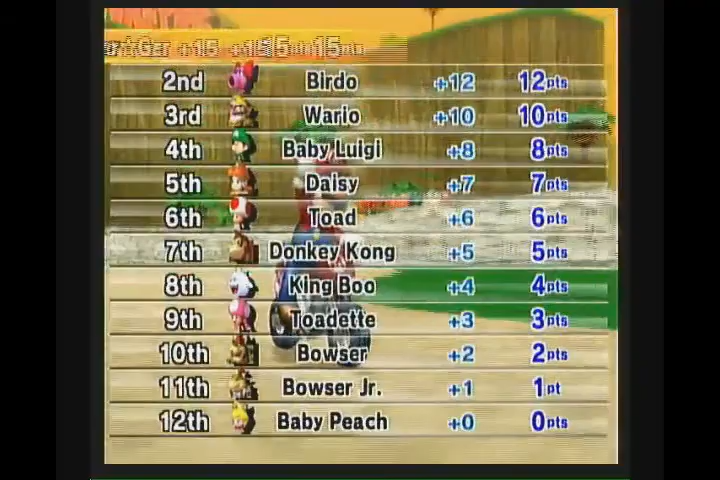 +15 15pts
2nd Birdo +12 12pts
3rd Wario +10 10pts
4th Baby Luigi +8 8pts
5th Daisy +7 7pts
6th Toad +6 6pts
7th Donkey Kong +5 5pts
8th King Boo +4 4pts
9th Toadette +3 3pts
10th Bowser +2 2pts
11th Bowser Jr. +1 1pt
12th Baby Peach +0 0pts